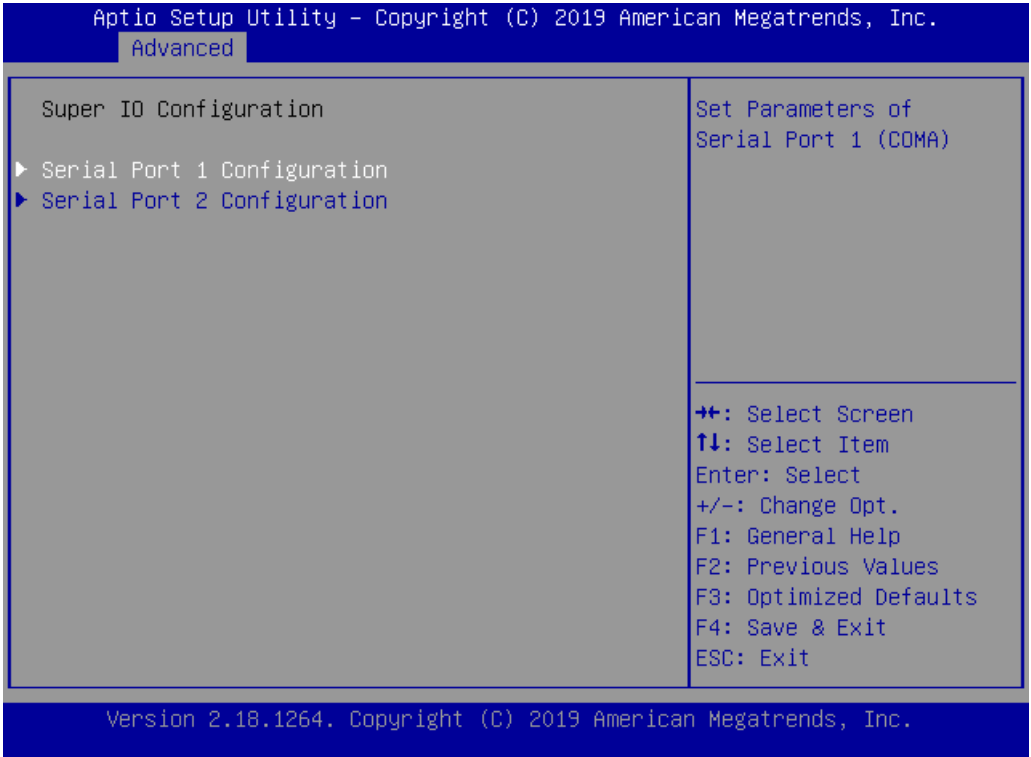 Aptio Setup Utility – Copyright (C) 2019 American Megatrends, Inc.
Advanced
Super IO Configuration
▶ Serial Port 1 Configuration
▶ Serial Port 2 Configuration
Set Parameters of
Serial Port 1 (COMA)
→←: Select Screen
↑↓: Select Item
Enter: Select
+/-: Change Opt.
F1: General Help
F2: Previous Values
F3: Optimized Defaults
F4: Save & Exit
ESC: Exit
Version 2.18.1264. Copyright (C) 2019 American Megatrends, Inc.